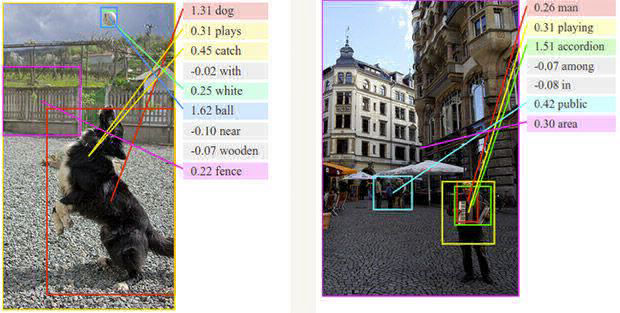 1.31 dog
0.31 plays
0.45 catch
-0.02 with
0.25 white
1.62 ball
-0.10 near
-0.07 wooden
0.22 fence
0.26 man
0.31 playing
1.51 accordion
-0.07 among
-0.08 in
0.42 public
0.30 area